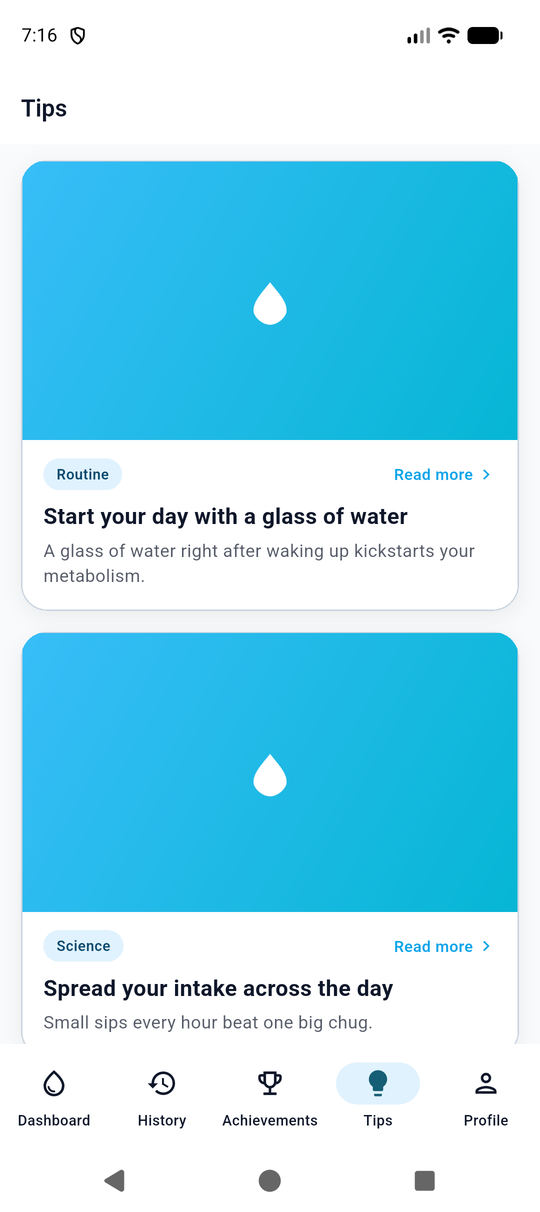 7:16
Tips
Routine
Read more
Start your day with a glass of water
A glass of water right after waking up kickstarts your
metabolism.
Science
Read more
Spread your intake across the day
Small sips every hour beat one big chug.
Dashboard
History
Achievements
Tips
Profile